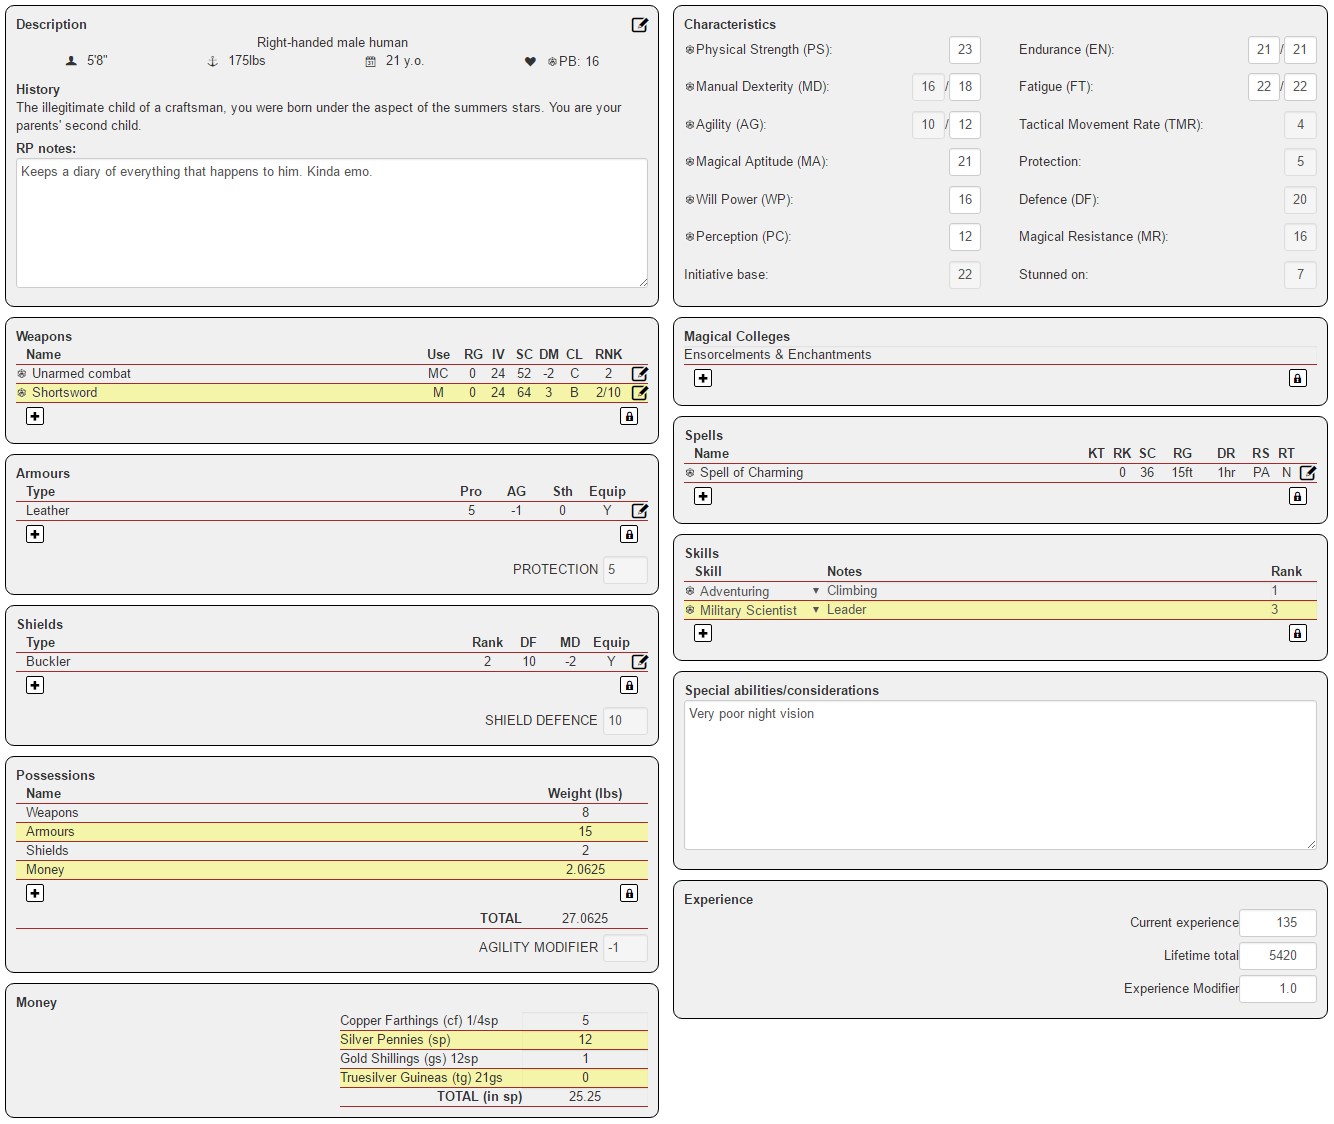 Description
Right-handed male human
5'8" 175lbs 21 y.o. PB: 16
History
The illegitimate child of a craftsman, you were born under the aspect of the summers stars. You are your
parents' second child.
RP notes:
Keeps a diary of everything that happens to him. Kinda emo.
Weapons
Name Use RG IV SC DM CL RNK
Unarmed combat MC 0 24 52 -2 C 2
Shortsword M 0 24 64 3 B 2/10
Armours
Type Pro AG Sth Equip
Leather 5 -1 0 Y
PROTECTION 5
Shields
Type Rank DF MD Equip
Buckler 2 10 -2 Y
SHIELD DEFENCE 10
Possessions
Name Weight (lbs)
Weapons 8
Armours 15
Shields 2
Money 2.0625
TOTAL 27.0625
AGILITY MODIFIER -1
Money
Copper Farthings (cf) 1/4sp 5
Silver Pennies (sp) 12
Gold Shillings (gs) 12sp 1
Truesilver Guineas (tg) 21gs 0
TOTAL (in sp) 25.25
Characteristics
Physical Strength (PS): 23 Endurance (EN): 21 / 21
Manual Dexterity (MD): 16 / 18 Fatigue (FT): 22 / 22
Agility (AG): 10 / 12 Tactical Movement Rate (TMR): 4
Magical Aptitude (MA): 21 Protection: 5
Will Power (WP): 16 Defence (DF): 20
Perception (PC): 12 Magical Resistance (MR): 16
Initiative base: 22 Stunned on: 7
Magical Colleges
Ensorcelments & Enchantments
Spells
Name KT RK SC RG DR RS RT
Spell of Charming 0 36 15ft 1hr PA N
Skills
Skill Notes Rank
Adventuring Climbing 1
Military Scientist Leader 3
Special abilities/considerations
Very poor night vision
Experience
Current experience 135
Lifetime total 5420
Experience Modifier 1.0